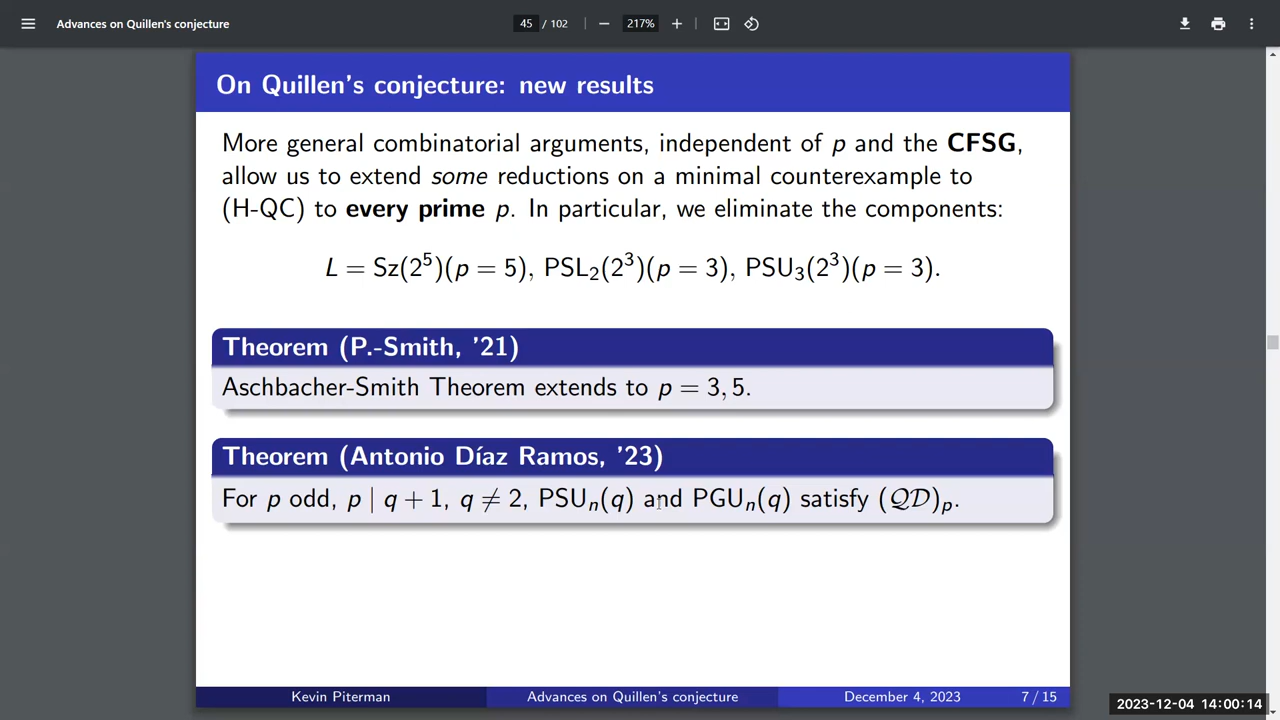 Advances on Quillen's conjecture
45 / 102
217%
On Quillen's conjecture: new results
More general combinatorial arguments, independent of p and the CFSG,
allow us to extend some reductions on a minimal counterexample to
(H-QC) to every prime p. In particular, we eliminate the components:
L = Sz(2⁵)(p = 5), PSL₂(2³)(p = 3), PSU₃(2³)(p = 3).
Theorem (P.-Smith, '21)
Aschbacher-Smith Theorem extends to p = 3, 5.
Theorem (Antonio Díaz Ramos, '23)
For p odd, p | q + 1, q ≠ 2, PSUₙ(q) and PGUₙ(q) satisfy (𝒬𝒟)ₚ.
Kevin Piterman
Advances on Quillen's conjecture
December 4, 2023
7 / 15
2023-12-04 14:00:14